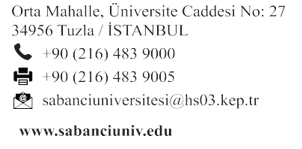 Orta Mahalle, Üniversite Caddesi No: 27
34956 Tuzla / İSTANBUL
+90 (216) 483 9000
+90 (216) 483 9005
sabanciuniversitesi@hs03.kep.tr
www.sabanciuniv.edu